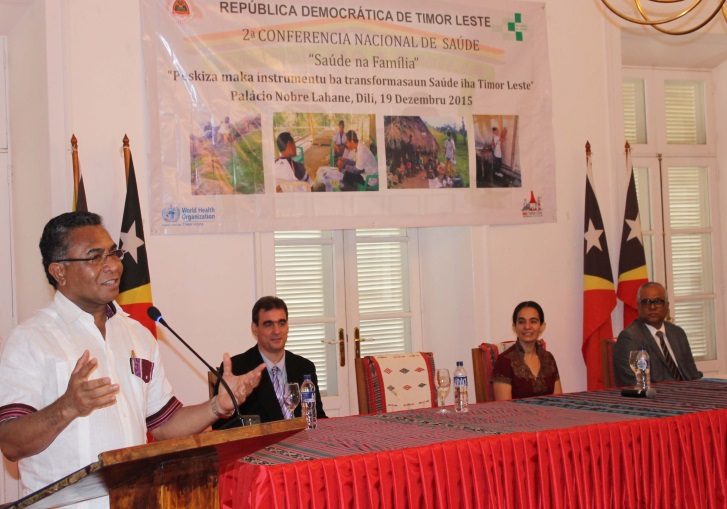 REPÚBLICA DEMOCRÁTICA DE TIMOR LESTE
2ª CONFERENCIA NACIONAL DE SAÚDE
“Saúde na Família”
“Peskiza maka instrumentu ba transformasaun Saúde iha Timor Leste”
Palácio Nobre Lahane, Dili, 19 Dezembru 2015
World Health
Organization